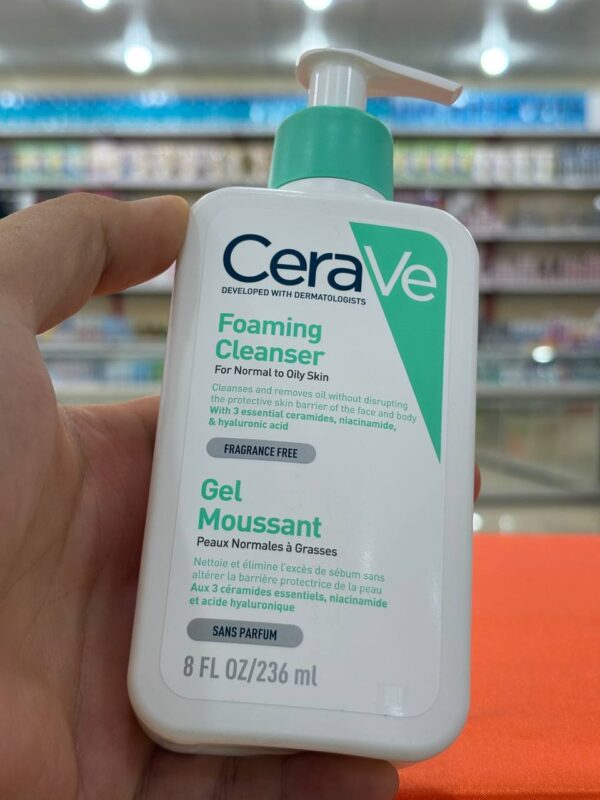 CeraVe
DEVELOPED WITH DERMATOLOGISTS
Foaming
Cleanser
For Normal to Oily Skin
Cleanses and removes oil without disrupting
the protective skin barrier of the face and body
With 3 essential ceramides, niacinamide,
& hyaluronic acid
FRAGRANCE FREE
Gel
Moussant
Peaux Normales à Grasses
Nettoie et élimine l'excès de sébum sans
altérer la barrière protectrice de la peau
Aux 3 céramides essentiels, niacinamide
et acide hyaluronique
SANS PARFUM
8 FL OZ/236 ml